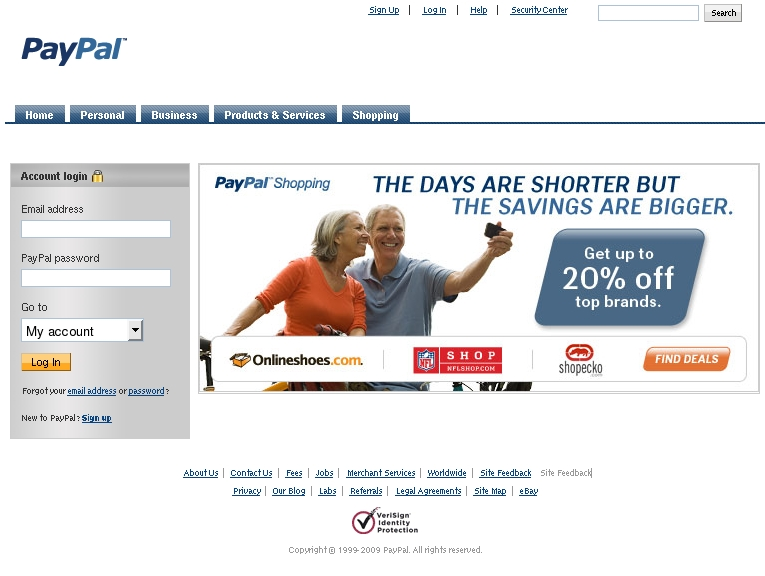 Sign Up | Log In | Help | Security Center Search
PayPal™
Home Personal Business Products & Services Shopping
Account login
Email address
PayPal password
Go to
My account
Log In
Forgot your email address or password?
New to PayPal? Sign up
PayPal™ Shopping
THE DAYS ARE SHORTER BUT
THE SAVINGS ARE BIGGER.
Get up to
20% off
top brands.
Onlineshoes.com.
NFL SHOP
NFLSHOP.COM
shopecko
FIND DEALS
About Us | Contact Us | Fees | Jobs | Merchant Services | Worldwide | Site Feedback Site Feedback|
Privacy | Our Blog | Labs | Referrals | Legal Agreements | Site Map | eBay
VeriSign
Identity
Protection
Copyright © 1999-2009 PayPal. All rights reserved.